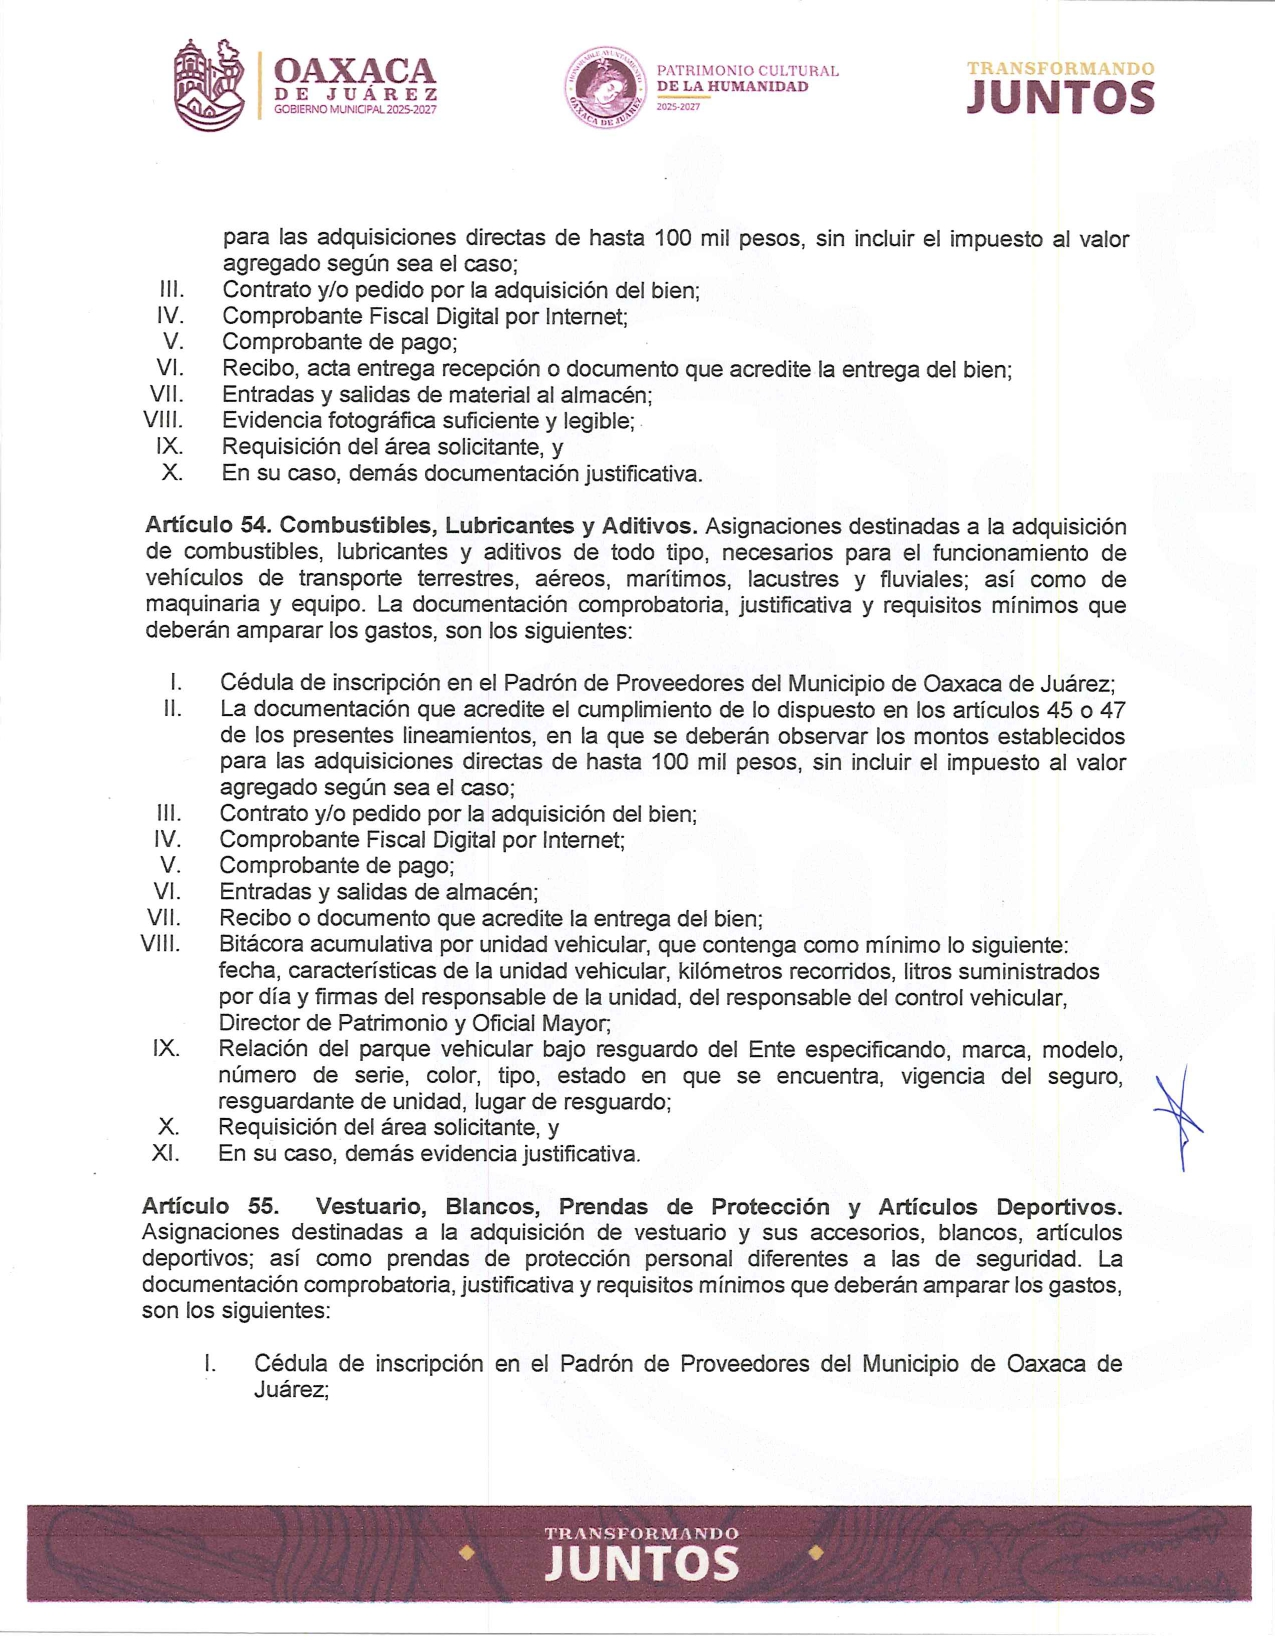 OAXACA
DE JUÁREZ
GOBIERNO MUNICIPAL 2025-2027
HONORABLE AYUNTAMIENTO
OAXACA DE JUÁREZ
PATRIMONIO CULTURAL
DE LA HUMANIDAD
2025-2027
TRANSFORMANDO
JUNTOS
para las adquisiciones directas de hasta 100 mil pesos, sin incluir el impuesto al valor
agregado según sea el caso;
III. Contrato y/o pedido por la adquisición del bien;
IV. Comprobante Fiscal Digital por Internet;
V. Comprobante de pago;
VI. Recibo, acta entrega recepción o documento que acredite la entrega del bien;
VII. Entradas y salidas de material al almacén;
VIII. Evidencia fotográfica suficiente y legible;
IX. Requisición del área solicitante, y
X. En su caso, demás documentación justificativa.
Artículo 54. Combustibles, Lubricantes y Aditivos. Asignaciones destinadas a la adquisición
de combustibles, lubricantes y aditivos de todo tipo, necesarios para el funcionamiento de
vehículos de transporte terrestres, aéreos, marítimos, lacustres y fluviales; así como de
maquinaria y equipo. La documentación comprobatoria, justificativa y requisitos mínimos que
deberán amparar los gastos, son los siguientes:
I. Cédula de inscripción en el Padrón de Proveedores del Municipio de Oaxaca de Juárez;
II. La documentación que acredite el cumplimiento de lo dispuesto en los artículos 45 o 47
de los presentes lineamientos, en la que se deberán observar los montos establecidos
para las adquisiciones directas de hasta 100 mil pesos, sin incluir el impuesto al valor
agregado según sea el caso;
III. Contrato y/o pedido por la adquisición del bien;
IV. Comprobante Fiscal Digital por Internet;
V. Comprobante de pago;
VI. Entradas y salidas de almacén;
VII. Recibo o documento que acredite la entrega del bien;
VIII. Bitácora acumulativa por unidad vehicular, que contenga como mínimo lo siguiente:
fecha, características de la unidad vehicular, kilómetros recorridos, litros suministrados
por día y firmas del responsable de la unidad, del responsable del control vehicular,
Director de Patrimonio y Oficial Mayor;
IX. Relación del parque vehicular bajo resguardo del Ente especificando, marca, modelo,
número de serie, color, tipo, estado en que se encuentra, vigencia del seguro,
resguardante de unidad, lugar de resguardo;
X. Requisición del área solicitante, y
XI. En su caso, demás evidencia justificativa.
Artículo 55. Vestuario, Blancos, Prendas de Protección y Artículos Deportivos.
Asignaciones destinadas a la adquisición de vestuario y sus accesorios, blancos, artículos
deportivos; así como prendas de protección personal diferentes a las de seguridad. La
documentación comprobatoria, justificativa y requisitos mínimos que deberán amparar los gastos,
son los siguientes:
I. Cédula de inscripción en el Padrón de Proveedores del Municipio de Oaxaca de
Juárez;
TRANSFORMANDO
JUNTOS